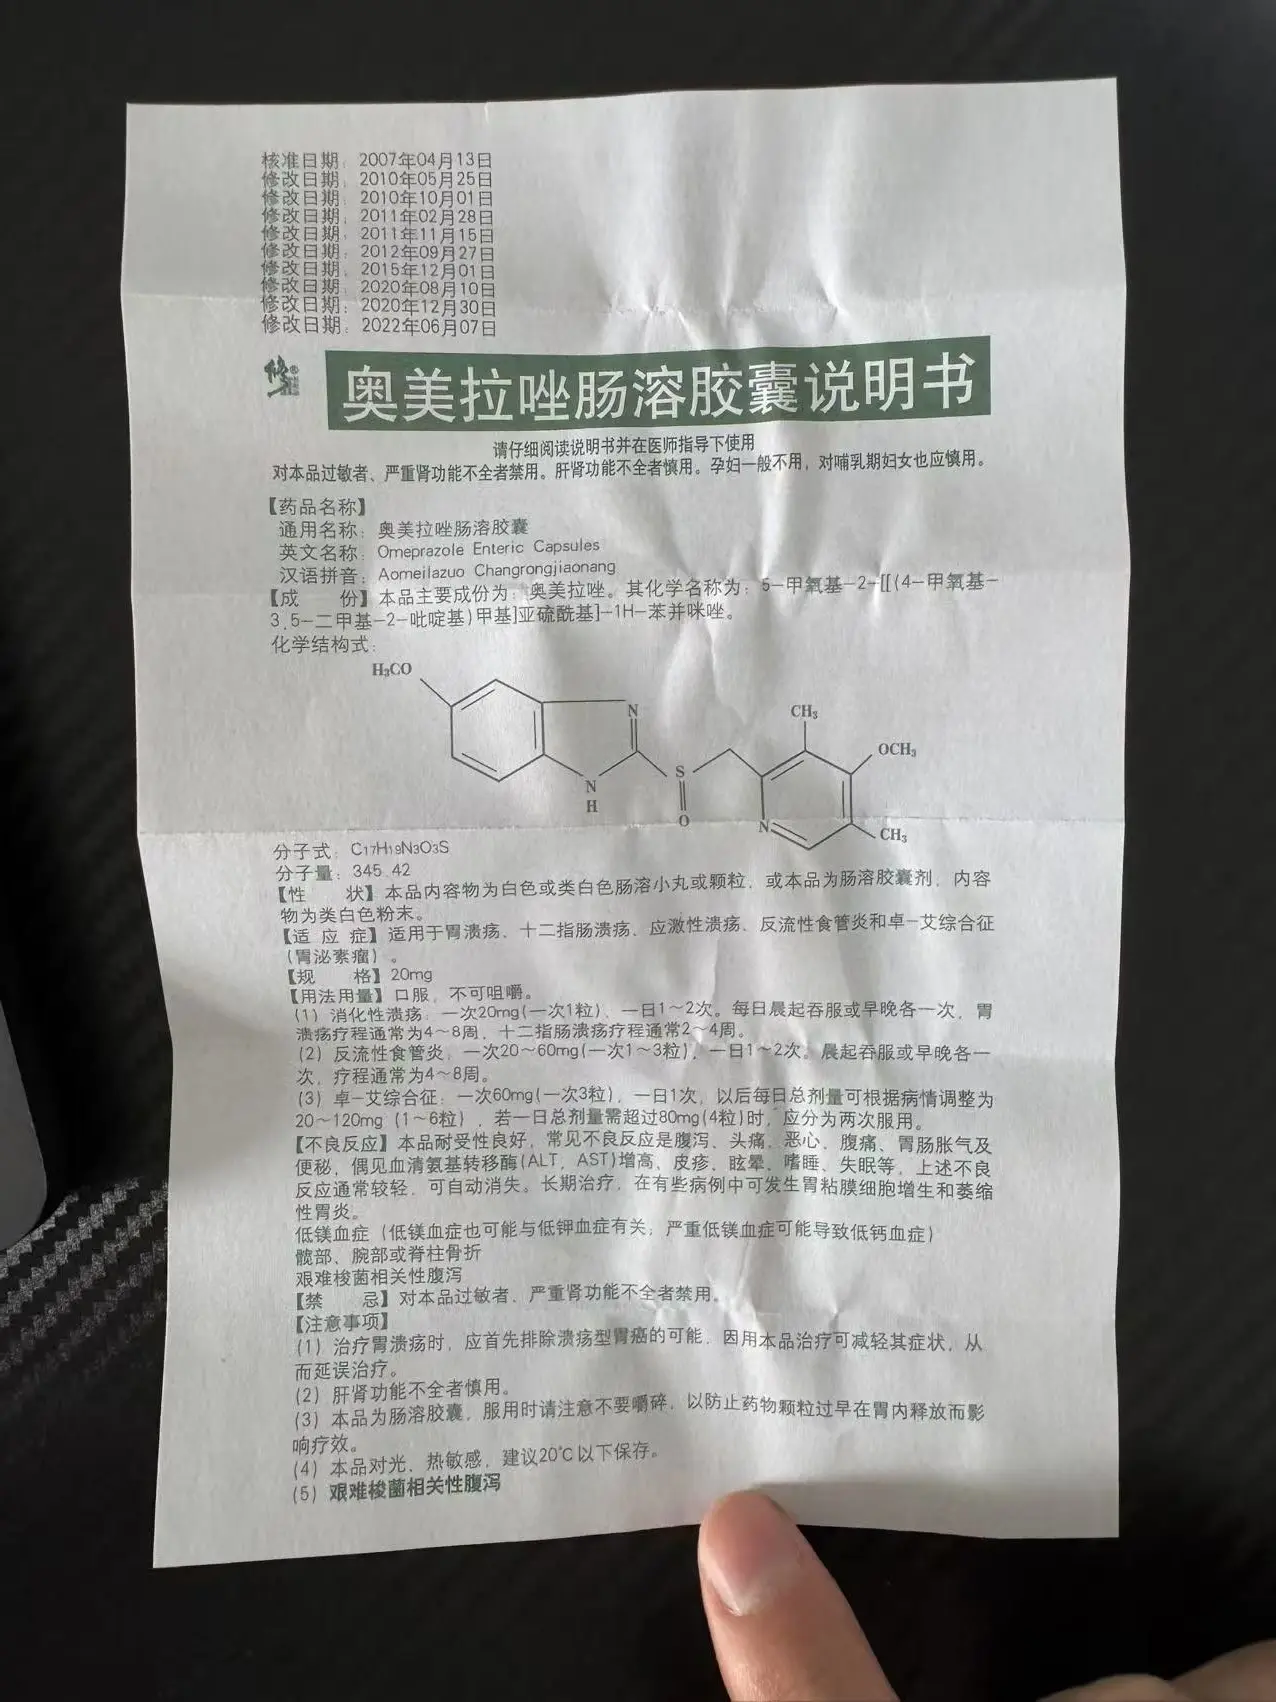 核准日期：2007年04月13日
修改日期：2010年05月25日
修改日期：2010年10月01日
修改日期：2011年02月28日
修改日期：2011年11月15日
修改日期：2012年09月27日
修改日期：2015年12月01日
修改日期：2020年08月10日
修改日期：2020年12月30日
修改日期：2022年06月07日
修®
奥美拉唑肠溶胶囊说明书
请仔细阅读说明书并在医师指导下使用
对本品过敏者、严重肾功能不全者禁用。肝肾功能不全者慎用。孕妇一般不用，对哺乳期妇女也应慎用。
【药品名称】
通用名称：奥美拉唑肠溶胶囊
英文名称：Omeprazole Enteric Capsules
汉语拼音：Aomeilazuo Changrongjiaonang
【成 份】本品主要成份为：奥美拉唑。其化学名称为：5-甲氧基-2-[[(4-甲氧基-
3,5-二甲基-2-吡啶基)甲基]亚硫酰基]-1H-苯并咪唑。
化学结构式：
H₃CO
N
N
H
S
O
CH₃
OCH₃
N
CH₃
分子式：C17H19N3O3S
分子量：345.42
【性 状】本品内容物为白色或类白色肠溶小丸或颗粒，或本品为肠溶胶囊剂，内容
物为类白色粉末。
【适 应 症】适用于胃溃疡、十二指肠溃疡、应激性溃疡、反流性食管炎和卓-艾综合征
（胃泌素瘤）。
【规 格】20mg
【用法用量】口服，不可咀嚼。
(1) 消化性溃疡：一次20mg(一次1粒)，一日1～2次。每日晨起吞服或早晚各一次，胃
溃疡疗程通常为4～8周，十二指肠溃疡疗程通常2～4周。
(2) 反流性食管炎：一次20～60mg(一次1～3粒)，一日1～2次。晨起吞服或早晚各一
次，疗程通常为4～8周。
(3) 卓-艾综合征：一次60mg(一次3粒)，一日1次，以后每日总剂量可根据病情调整为
20～120mg（1～6粒），若一日总剂量需超过80mg(4粒)时，应分为两次服用。
【不良反应】本品耐受性良好，常见不良反应是腹泻、头痛、恶心、腹痛、胃肠胀气及
便秘，偶见血清氨基转移酶(ALT，AST)增高、皮疹、眩晕、嗜睡、失眠等，上述不良
反应通常较轻，可自动消失。长期治疗，在有些病例中可发生胃粘膜细胞增生和萎缩
性胃炎。
低镁血症（低镁血症也可能与低钾血症有关；严重低镁血症可能导致低钙血症）
髋部、腕部或脊柱骨折
艰难梭菌相关性腹泻
【禁 忌】对本品过敏者、严重肾功能不全者禁用。
【注意事项】
(1) 治疗胃溃疡时，应首先排除溃疡型胃癌的可能，因用本品治疗可减轻其症状，从
而延误治疗。
(2) 肝肾功能不全者慎用。
(3) 本品为肠溶胶囊，服用时请注意不要嚼碎，以防止药物颗粒过早在胃内释放而影
响疗效。
(4) 本品对光、热敏感，建议20℃以下保存。
(5) 艰难梭菌相关性腹泻